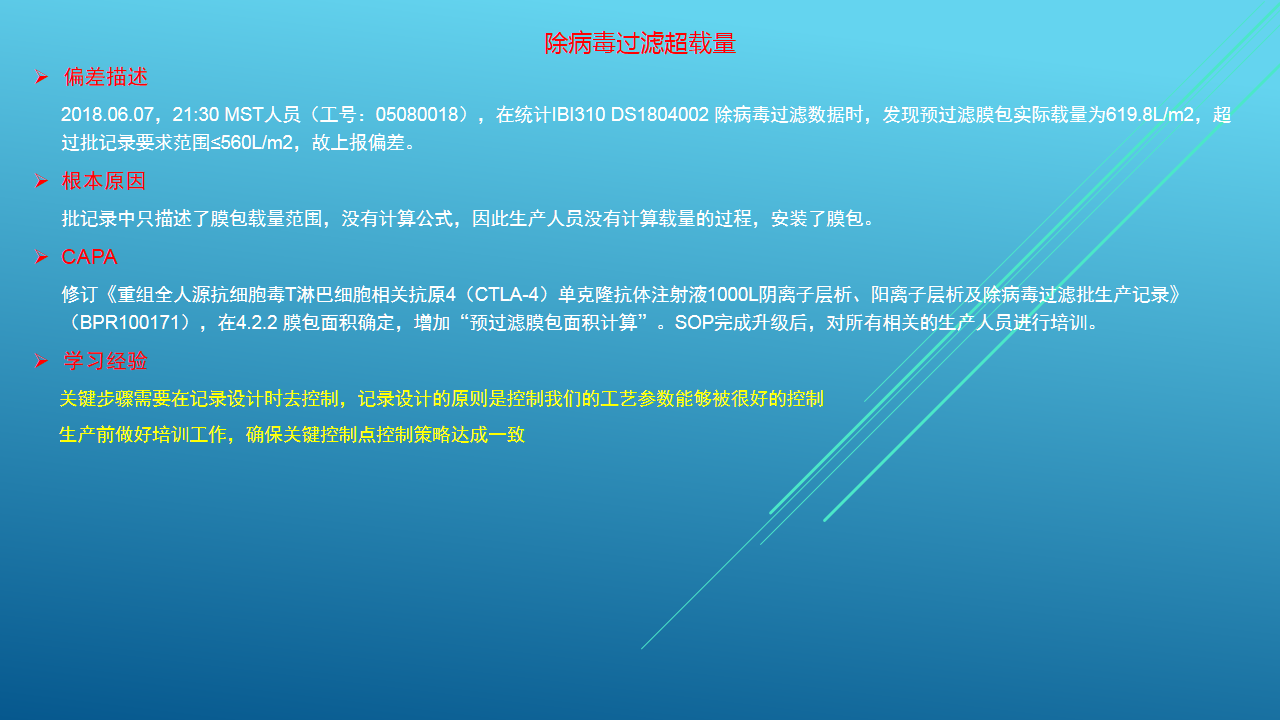 除病毒过滤超载量
偏差描述
2018.06.07，21:30 MST人员（工号：05080018），在统计IBI310 DS1804002 除病毒过滤数据时，发现预过滤膜包实际载量为619.8L/m2，超
过批记录要求范围≤560L/m2，故上报偏差。
根本原因
批记录中只描述了膜包载量范围，没有计算公式，因此生产人员没有计算载量的过程，安装了膜包。
CAPA
修订《重组全人源抗细胞毒T淋巴细胞相关抗原4（CTLA-4）单克隆抗体注射液1000L阴离子层析、阳离子层析及除病毒过滤批生产记录》
（BPR100171），在4.2.2 膜包面积确定，增加“预过滤膜包面积计算”。SOP完成升级后，对所有相关的生产人员进行培训。
学习经验
关键步骤需要在记录设计时去控制，记录设计的原则是控制我们的工艺参数能够被很好的控制
生产前做好培训工作，确保关键控制点控制策略达成一致